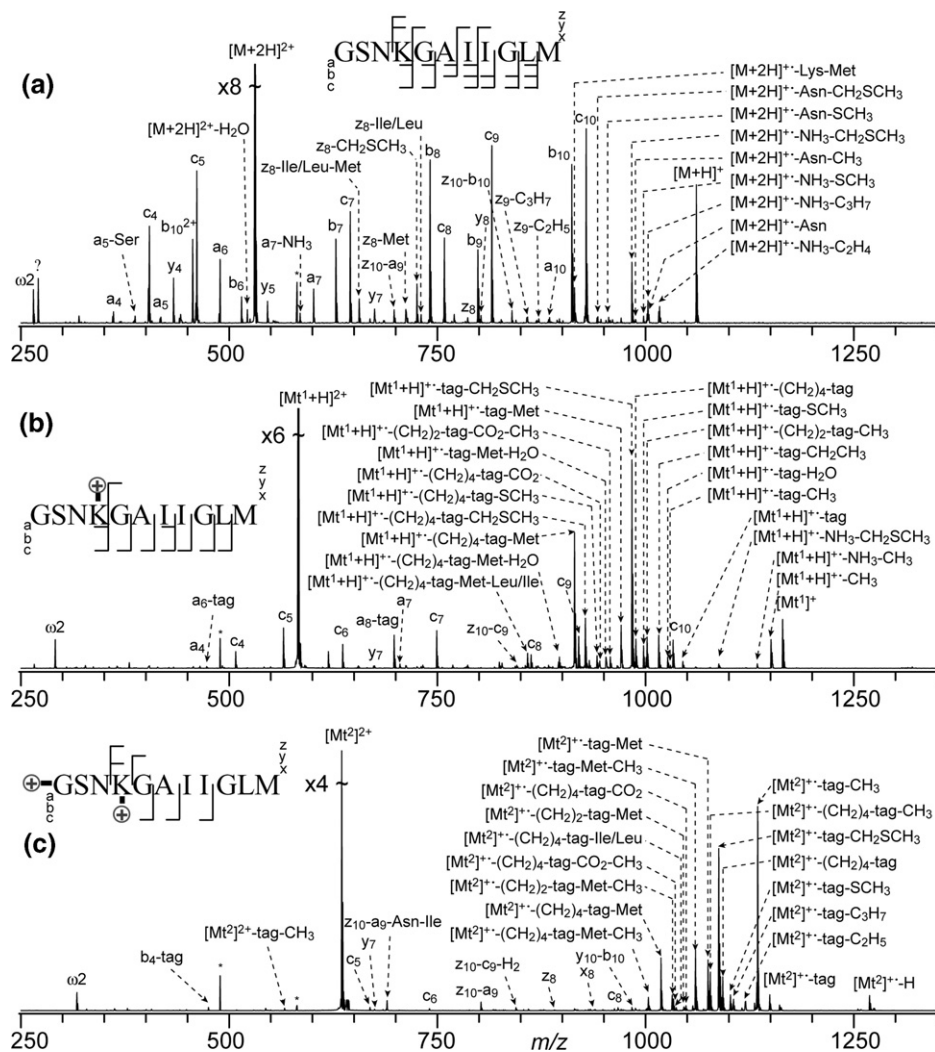 (a)
[M+2H]²⁺
x8 ~
z
y
x
GSNKGAIIGLM
a
b
c
[M+2H]²⁺-H₂O
z₈-Ile/Leu
z₈-CH₂SCH₃
z₈-Ile/Leu-Met
a₅-Ser
ω2
?
a₄
c₄
a₅
y₄
b₁₀²⁺
c₅
a₆
b₆
y₅
*
a₇-NH₃
a₇
b₇
c₇
y₇
z₈-Met
z₁₀-a₉
b₈
c₈
z₈
b₉
y₈
c₉
z₁₀-b₁₀
z₉-C₃H₇
z₉-C₂H₅
a₁₀
b₁₀
c₁₀
[M+H]⁺
[M+2H]⁺˙-Lys-Met
[M+2H]⁺˙-Asn-CH₂SCH₃
[M+2H]⁺˙-Asn-SCH₃
[M+2H]⁺˙-NH₃-CH₂SCH₃
[M+2H]⁺˙-Asn-CH₃
[M+2H]⁺˙-NH₃-SCH₃
[M+2H]⁺˙-NH₃-C₃H₇
[M+2H]⁺˙-Asn
[M+2H]⁺˙-NH₃-C₂H₄
250 500 750 1000 1250
(b)
[Mt¹+H]²⁺
x6 ~
+
z
y
x
GSNKGAIIGLM
a
b
c
[Mt¹+H]⁺˙-tag-CH₂SCH₃
[Mt¹+H]⁺˙-tag-Met
[Mt¹+H]⁺˙-(CH₂)₂-tag-CO₂-CH₃
[Mt¹+H]⁺˙-tag-Met-H₂O
[Mt¹+H]⁺˙-(CH₂)₄-tag-CO₂
[Mt¹+H]⁺˙-(CH₂)₄-tag-SCH₃
[Mt¹+H]⁺˙-(CH₂)₄-tag-CH₂SCH₃
[Mt¹+H]⁺˙-(CH₂)₄-tag-Met
[Mt¹+H]⁺˙-(CH₂)₄-tag-Met-H₂O
[Mt¹+H]⁺˙-(CH₂)₄-tag-Met-Leu/Ile
[Mt¹+H]⁺˙-(CH₂)₄-tag
[Mt¹+H]⁺˙-tag-SCH₃
[Mt¹+H]⁺˙-(CH₂)₂-tag-CH₃
[Mt¹+H]⁺˙-tag-CH₂CH₃
[Mt¹+H]⁺˙-tag-H₂O
[Mt¹+H]⁺˙-tag-CH₃
[Mt¹+H]⁺˙-tag
[Mt¹+H]⁺˙-NH₃-CH₂SCH₃
[Mt¹+H]⁺˙-NH₃-CH₃
[Mt¹+H]⁺˙-CH₃
[Mt¹]⁺
ω2
a₄
a₆-tag
*
c₄
c₅
c₆
a₈-tag
y₇
a₇
c₇
z₁₀-c₉
c₈
c₉
c₁₀
250 500 750 1000 1250
(c)
[Mt²]²⁺
x4 ~
+
z
y
x
GSNKGAIIGLM
a
b
c
+
[Mt²]⁺˙-tag-Met
[Mt²]⁺˙-tag-Met-CH₃
[Mt²]⁺˙-(CH₂)₄-tag-CO₂
[Mt²]⁺˙-(CH₂)₂-tag-Met
[Mt²]⁺˙-(CH₂)₄-tag-Ile/Leu
[Mt²]⁺˙-(CH₂)₄-tag-CO₂-CH₃
[Mt²]⁺˙-(CH₂)₂-tag-Met-CH₃
[Mt²]⁺˙-(CH₂)₄-tag-Met
[Mt²]⁺˙-(CH₂)₄-tag-Met-CH₃
[Mt²]⁺˙-tag-CH₃
[Mt²]⁺˙-(CH₂)₄-tag-CH₃
[Mt²]⁺˙-tag-CH₂SCH₃
[Mt²]⁺˙-(CH₂)₄-tag
[Mt²]⁺˙-tag-SCH₃
[Mt²]⁺˙-tag-C₃H₇
[Mt²]⁺˙-tag-C₂H₅
[Mt²]⁺˙-tag
[Mt²]⁺˙-H
ω2
b₄-tag
*
[Mt²]²⁺-tag-CH₃
*
c₅
y₇
z₁₀-a₉-Asn-Ile
c₆
z₁₀-a₉
z₁₀-c₉-H₂
z₈
y₁₀-b₁₀
x₈
c₈
250 500 750 1000 1250
m/z